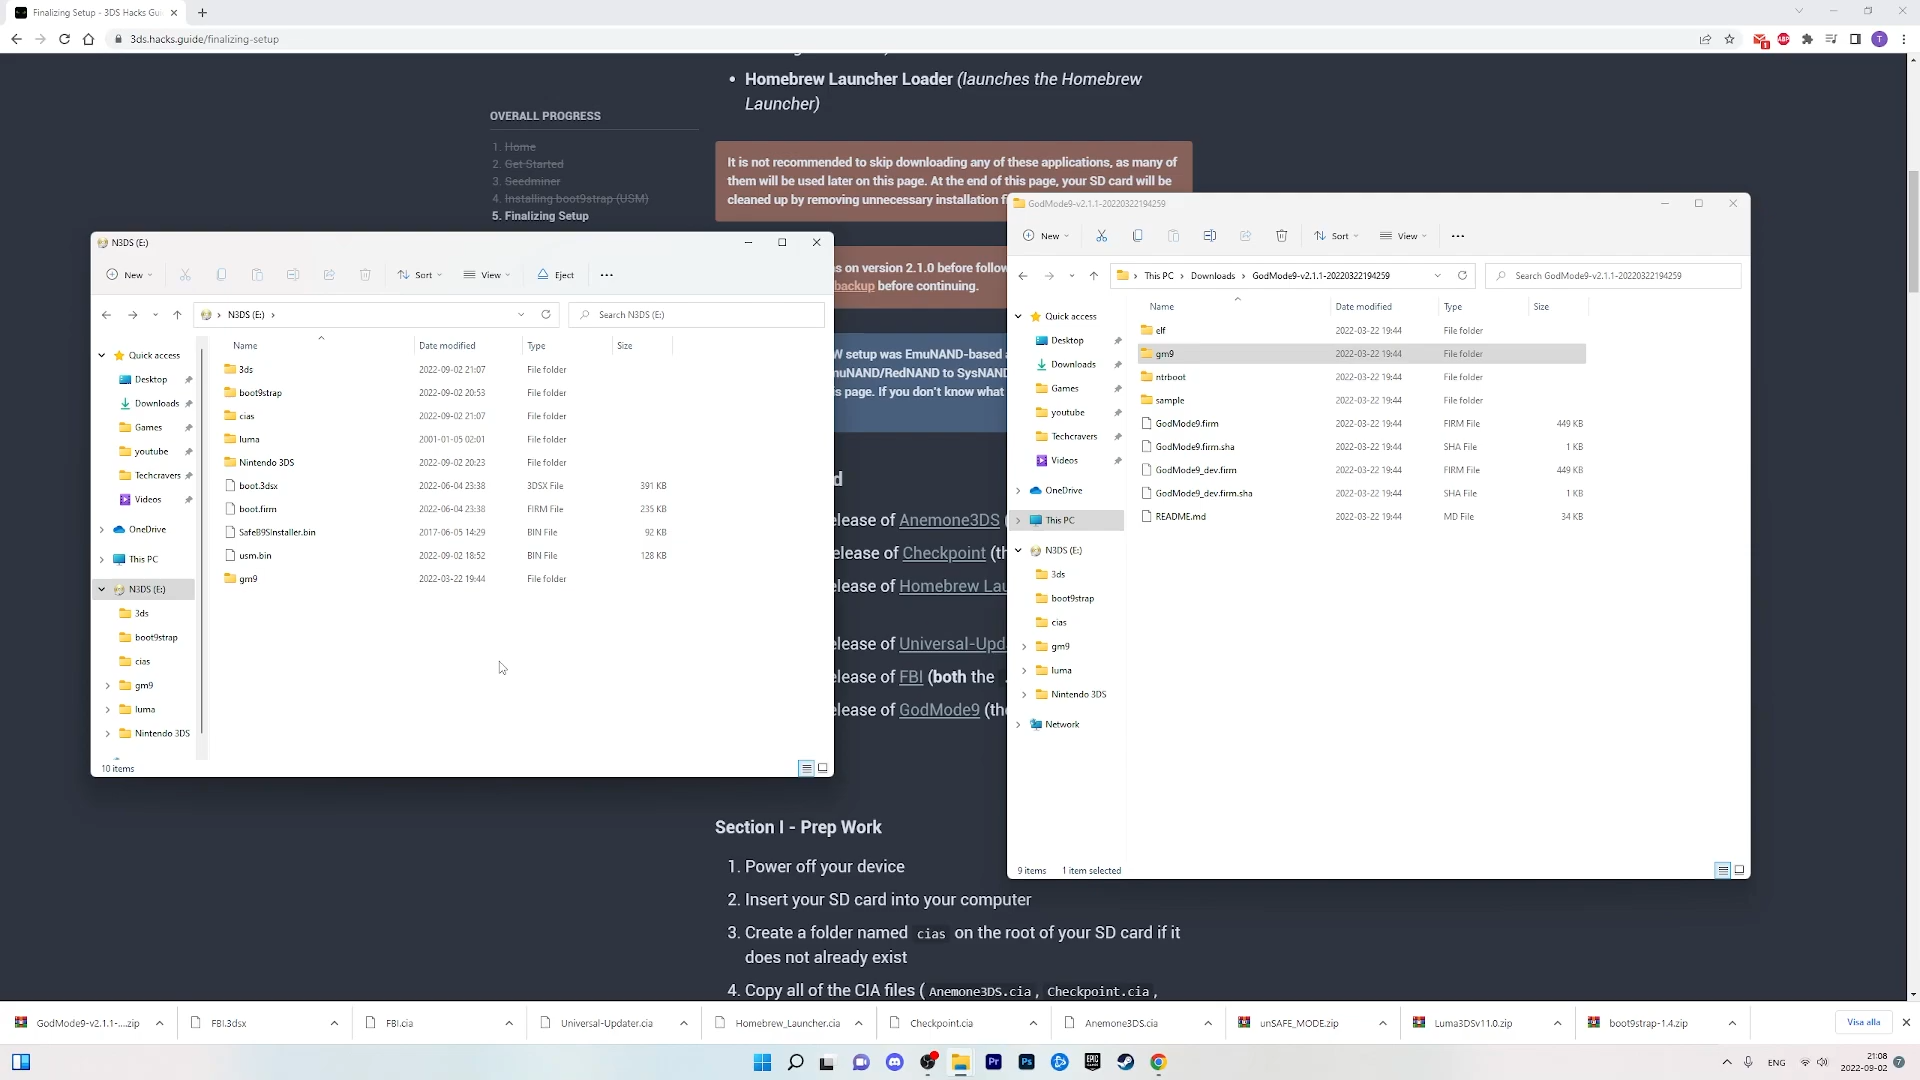 Finalizing Setup - 3DS Hacks Gui
3ds.hacks.guide/finalizing-setup
Homebrew Launcher Loader (launches the Homebrew
Launcher)
OVERALL PROGRESS
1. Home
2. Get Started
3. Seedminer
4. Installing boot9strap (USM)
5. Finalizing Setup
It is not recommended to skip downloading any of these applications, as many of
them will be used later on this page. At the end of this page, your SD card will be
cleaned up by removing unnecessary installation fi
s on version 2.1.0 before follow
backup before continuing.
W setup was EmuNAND-based a
nuNAND/RedNAND to SysNAND
s page. If you don't know what
d
elease of Anemone3DS (
elease of Checkpoint (th
elease of Homebrew Lau
elease of Universal-Upd
elease of FBI (both the
elease of GodMode9 (the
Section I - Prep Work
1. Power off your device
2. Insert your SD card into your computer
3. Create a folder named cias on the root of your SD card if it
does not already exist
4. Copy all of the CIA files ( Anemone3DS.cia , Checkpoint.cia ,
N3DS (E:)
New Sort View Eject
N3DS (E:) Search N3DS (E:)
Name Date modified Type Size
3ds 2022-09-02 21:07 File folder
boot9strap 2022-09-02 20:53 File folder
cias 2022-09-02 21:07 File folder
luma 2001-01-05 02:01 File folder
Nintendo 3DS 2022-09-02 20:23 File folder
boot.3dsx 2022-06-04 23:38 3DSX File 391 KB
boot.firm 2022-06-04 23:38 FIRM File 235 KB
SafeB9SInstaller.bin 2017-06-05 14:29 BIN File 92 KB
usm.bin 2022-09-02 18:52 BIN File 128 KB
gm9 2022-03-22 19:44 File folder
Quick access
Desktop
Downloads
Games
youtube
Techcravers
Videos
OneDrive
This PC
N3DS (E:)
3ds
boot9strap
cias
gm9
luma
Nintendo 3DS
10 items
GodMode9-v2.1.1-20220322194259
New Sort View
This PC Downloads GodMode9-v2.1.1-20220322194259 Search GodMode9-v2.1.1-20220322194259
Name Date modified Type Size
elf 2022-03-22 19:44 File folder
gm9 2022-03-22 19:44 File folder
ntrboot 2022-03-22 19:44 File folder
sample 2022-03-22 19:44 File folder
GodMode9.firm 2022-03-22 19:44 FIRM File 449 KB
GodMode9.firm.sha 2022-03-22 19:44 SHA File 1 KB
GodMode9_dev.firm 2022-03-22 19:44 FIRM File 449 KB
GodMode9_dev.firm.sha 2022-03-22 19:44 SHA File 1 KB
README.md 2022-03-22 19:44 MD File 34 KB
Quick access
Desktop
Downloads
Games
youtube
Techcravers
Videos
OneDrive
This PC
N3DS (E:)
3ds
boot9strap
cias
gm9
luma
Nintendo 3DS
Network
9 items 1 item selected
GodMode9-v2.1.1-....zip FBI.3dsx FBI.cia Universal-Updater.cia Homebrew_Launcher.cia Checkpoint.cia Anemone3DS.cia unSAFE_MODE.zip Luma3DSv11.0.zip boot9strap-1.4.zip Visa alla
ENG 21:08
2022-09-02 7